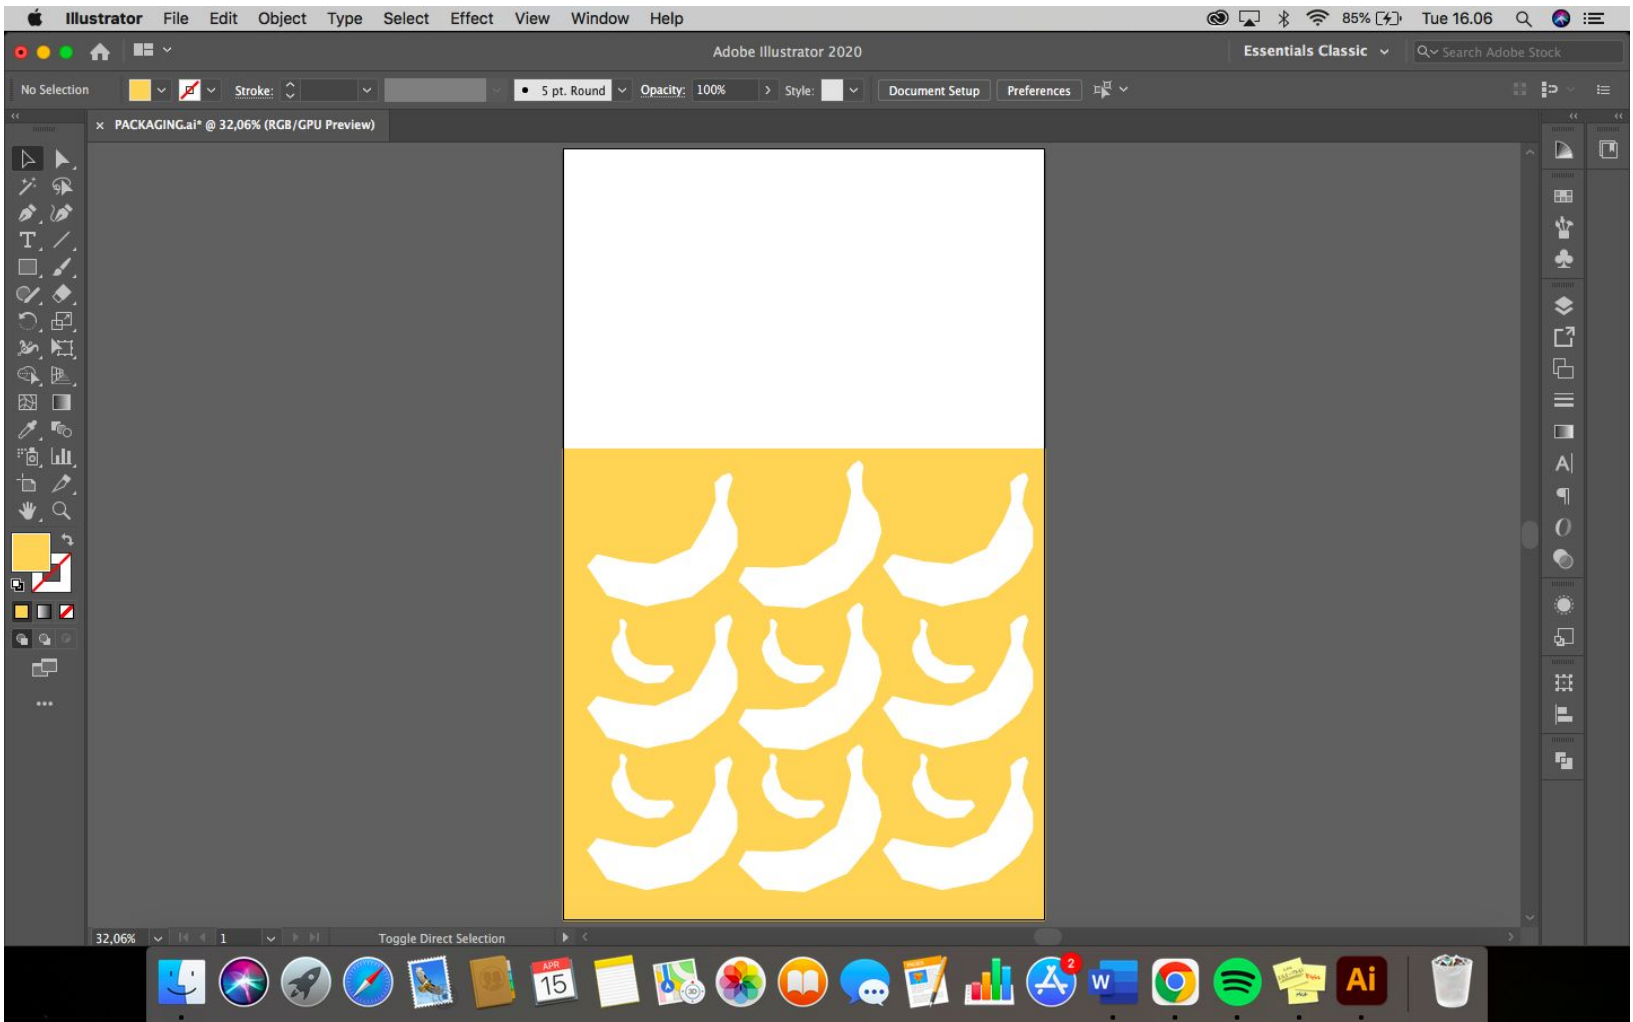 Illustrator File Edit Object Type Select Effect View Window Help 85% Tue 16.06
Adobe Illustrator 2020 Essentials Classic Search Adobe Stock
No Selection Stroke: 5 pt. Round Opacity: 100% Style: Document Setup Preferences
× PACKAGING.ai* @ 32,06% (RGB/GPU Preview)
32,06% 1 Toggle Direct Selection
APR
15
2
W
Ai